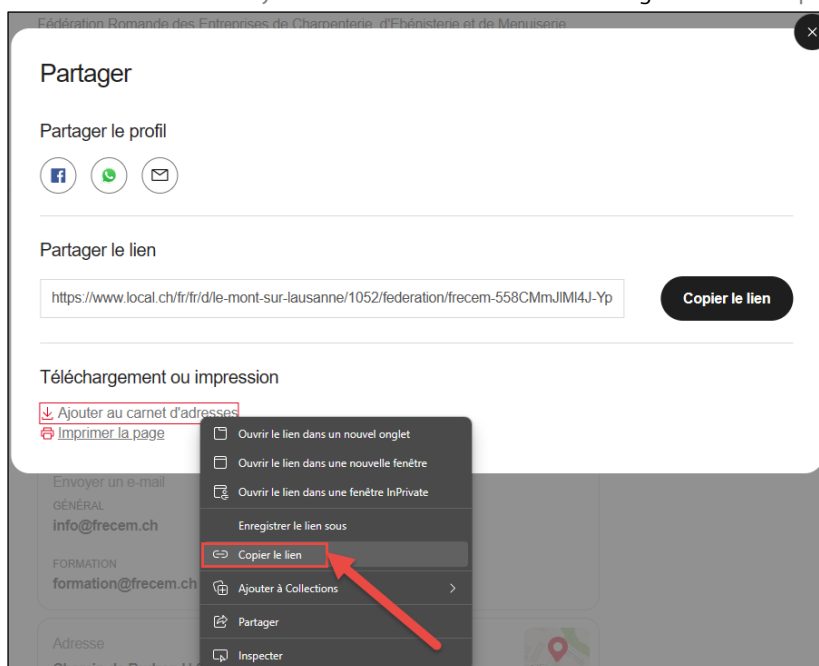 Fédération Romande des Entreprises de Charpenterie, d'Ebénisterie et de Menuiserie
Partager
Partager le profil
Partager le lien
https://www.local.ch/fr/fr/d/le-mont-sur-lausanne/1052/federation/frecem-558CMmJlMl4J-Yp
Copier le lien
Téléchargement ou impression
Ajouter au carnet d'adresses
Imprimer la page
Ouvrir le lien dans un nouvel onglet
Ouvrir le lien dans une nouvelle fenêtre
Ouvrir le lien dans une fenêtre InPrivate
Enregistrer le lien sous
Copier le lien
Ajouter à Collections
Partager
Inspecter
Envoyer un e-mail
GÉNÉRAL
info@frecem.ch
FORMATION
formation@frecem.ch
Adresse